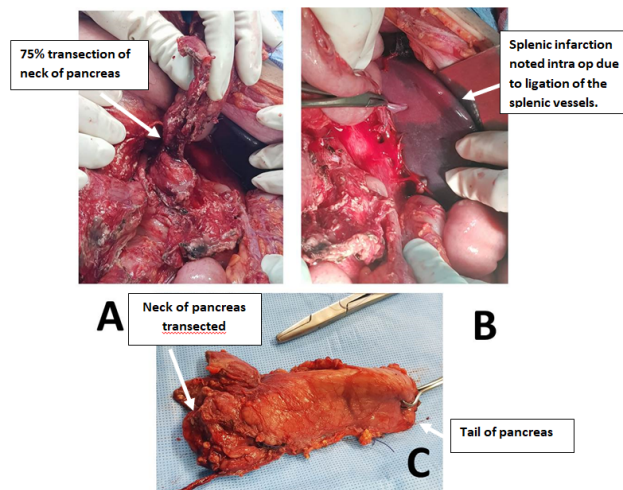 75% transection of
neck of pancreas
Splenic infarction
noted intra op due
to ligation of the
splenic vessels.
A
B
Neck of pancreas
transected
Tail of pancreas
C